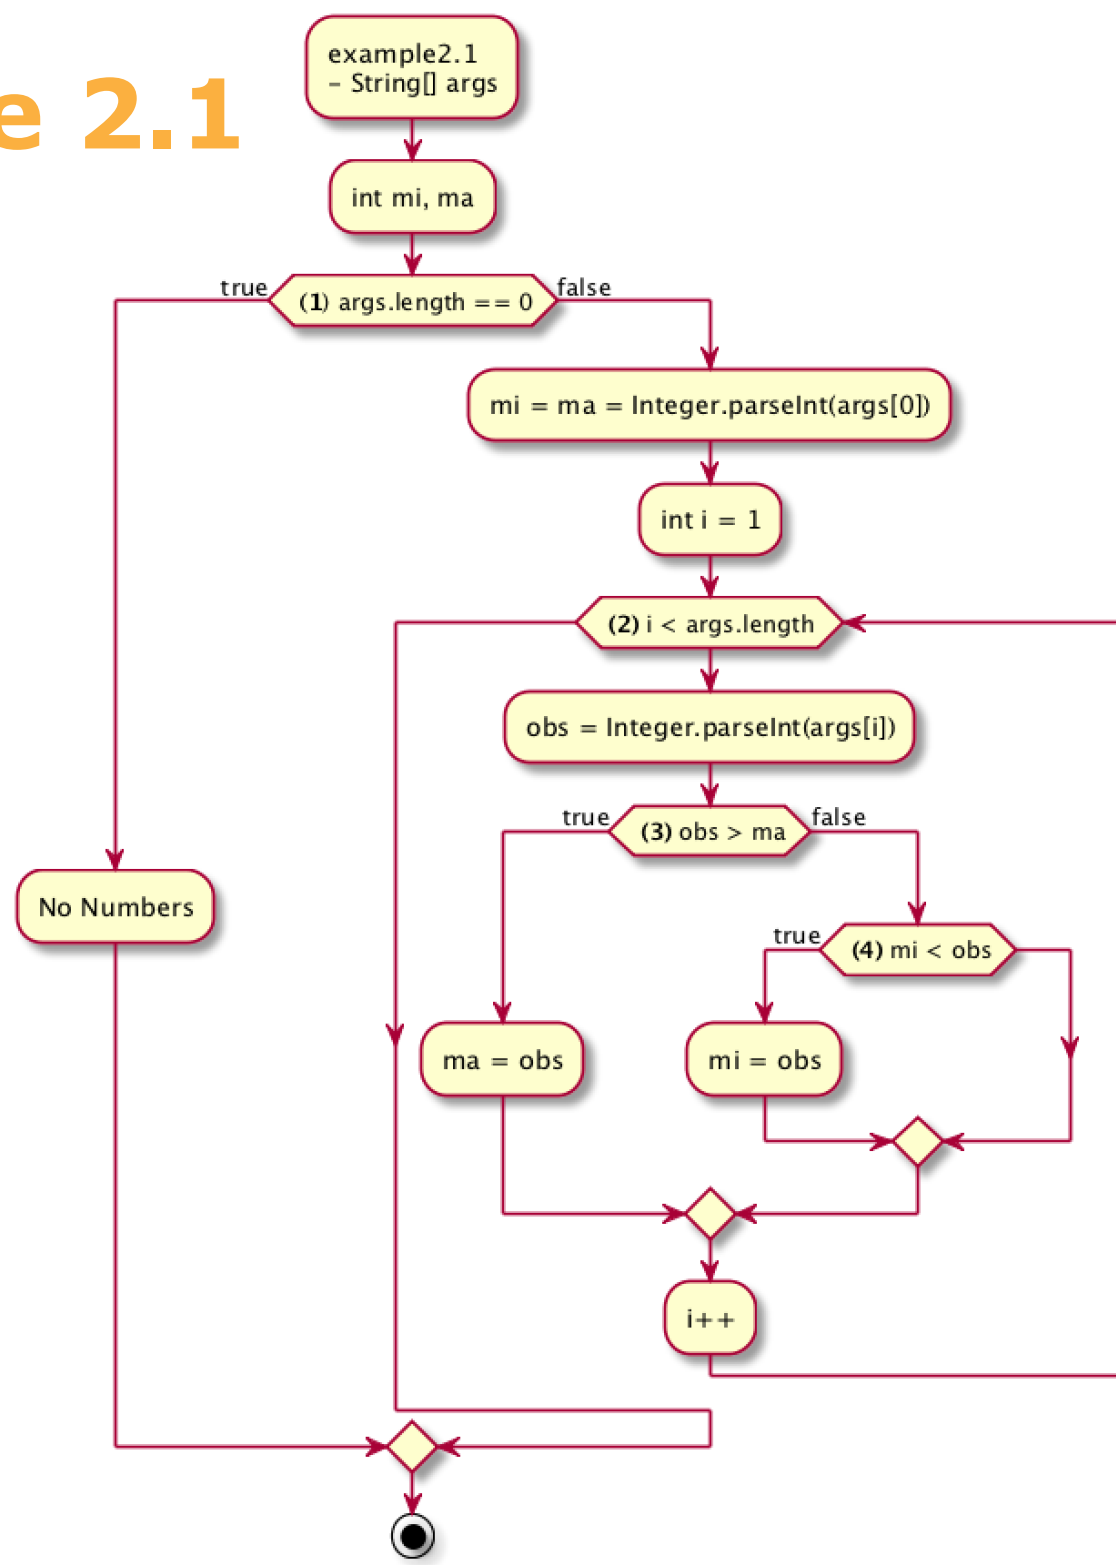 e 2.1
example2.1
- String[] args
int mi, ma
true
(1) args.length == 0
false
mi = ma = Integer.parseInt(args[0])
int i = 1
(2) i < args.length
obs = Integer.parseInt(args[i])
true
(3) obs > ma
false
No Numbers
true
(4) mi < obs
ma = obs
mi = obs
i++